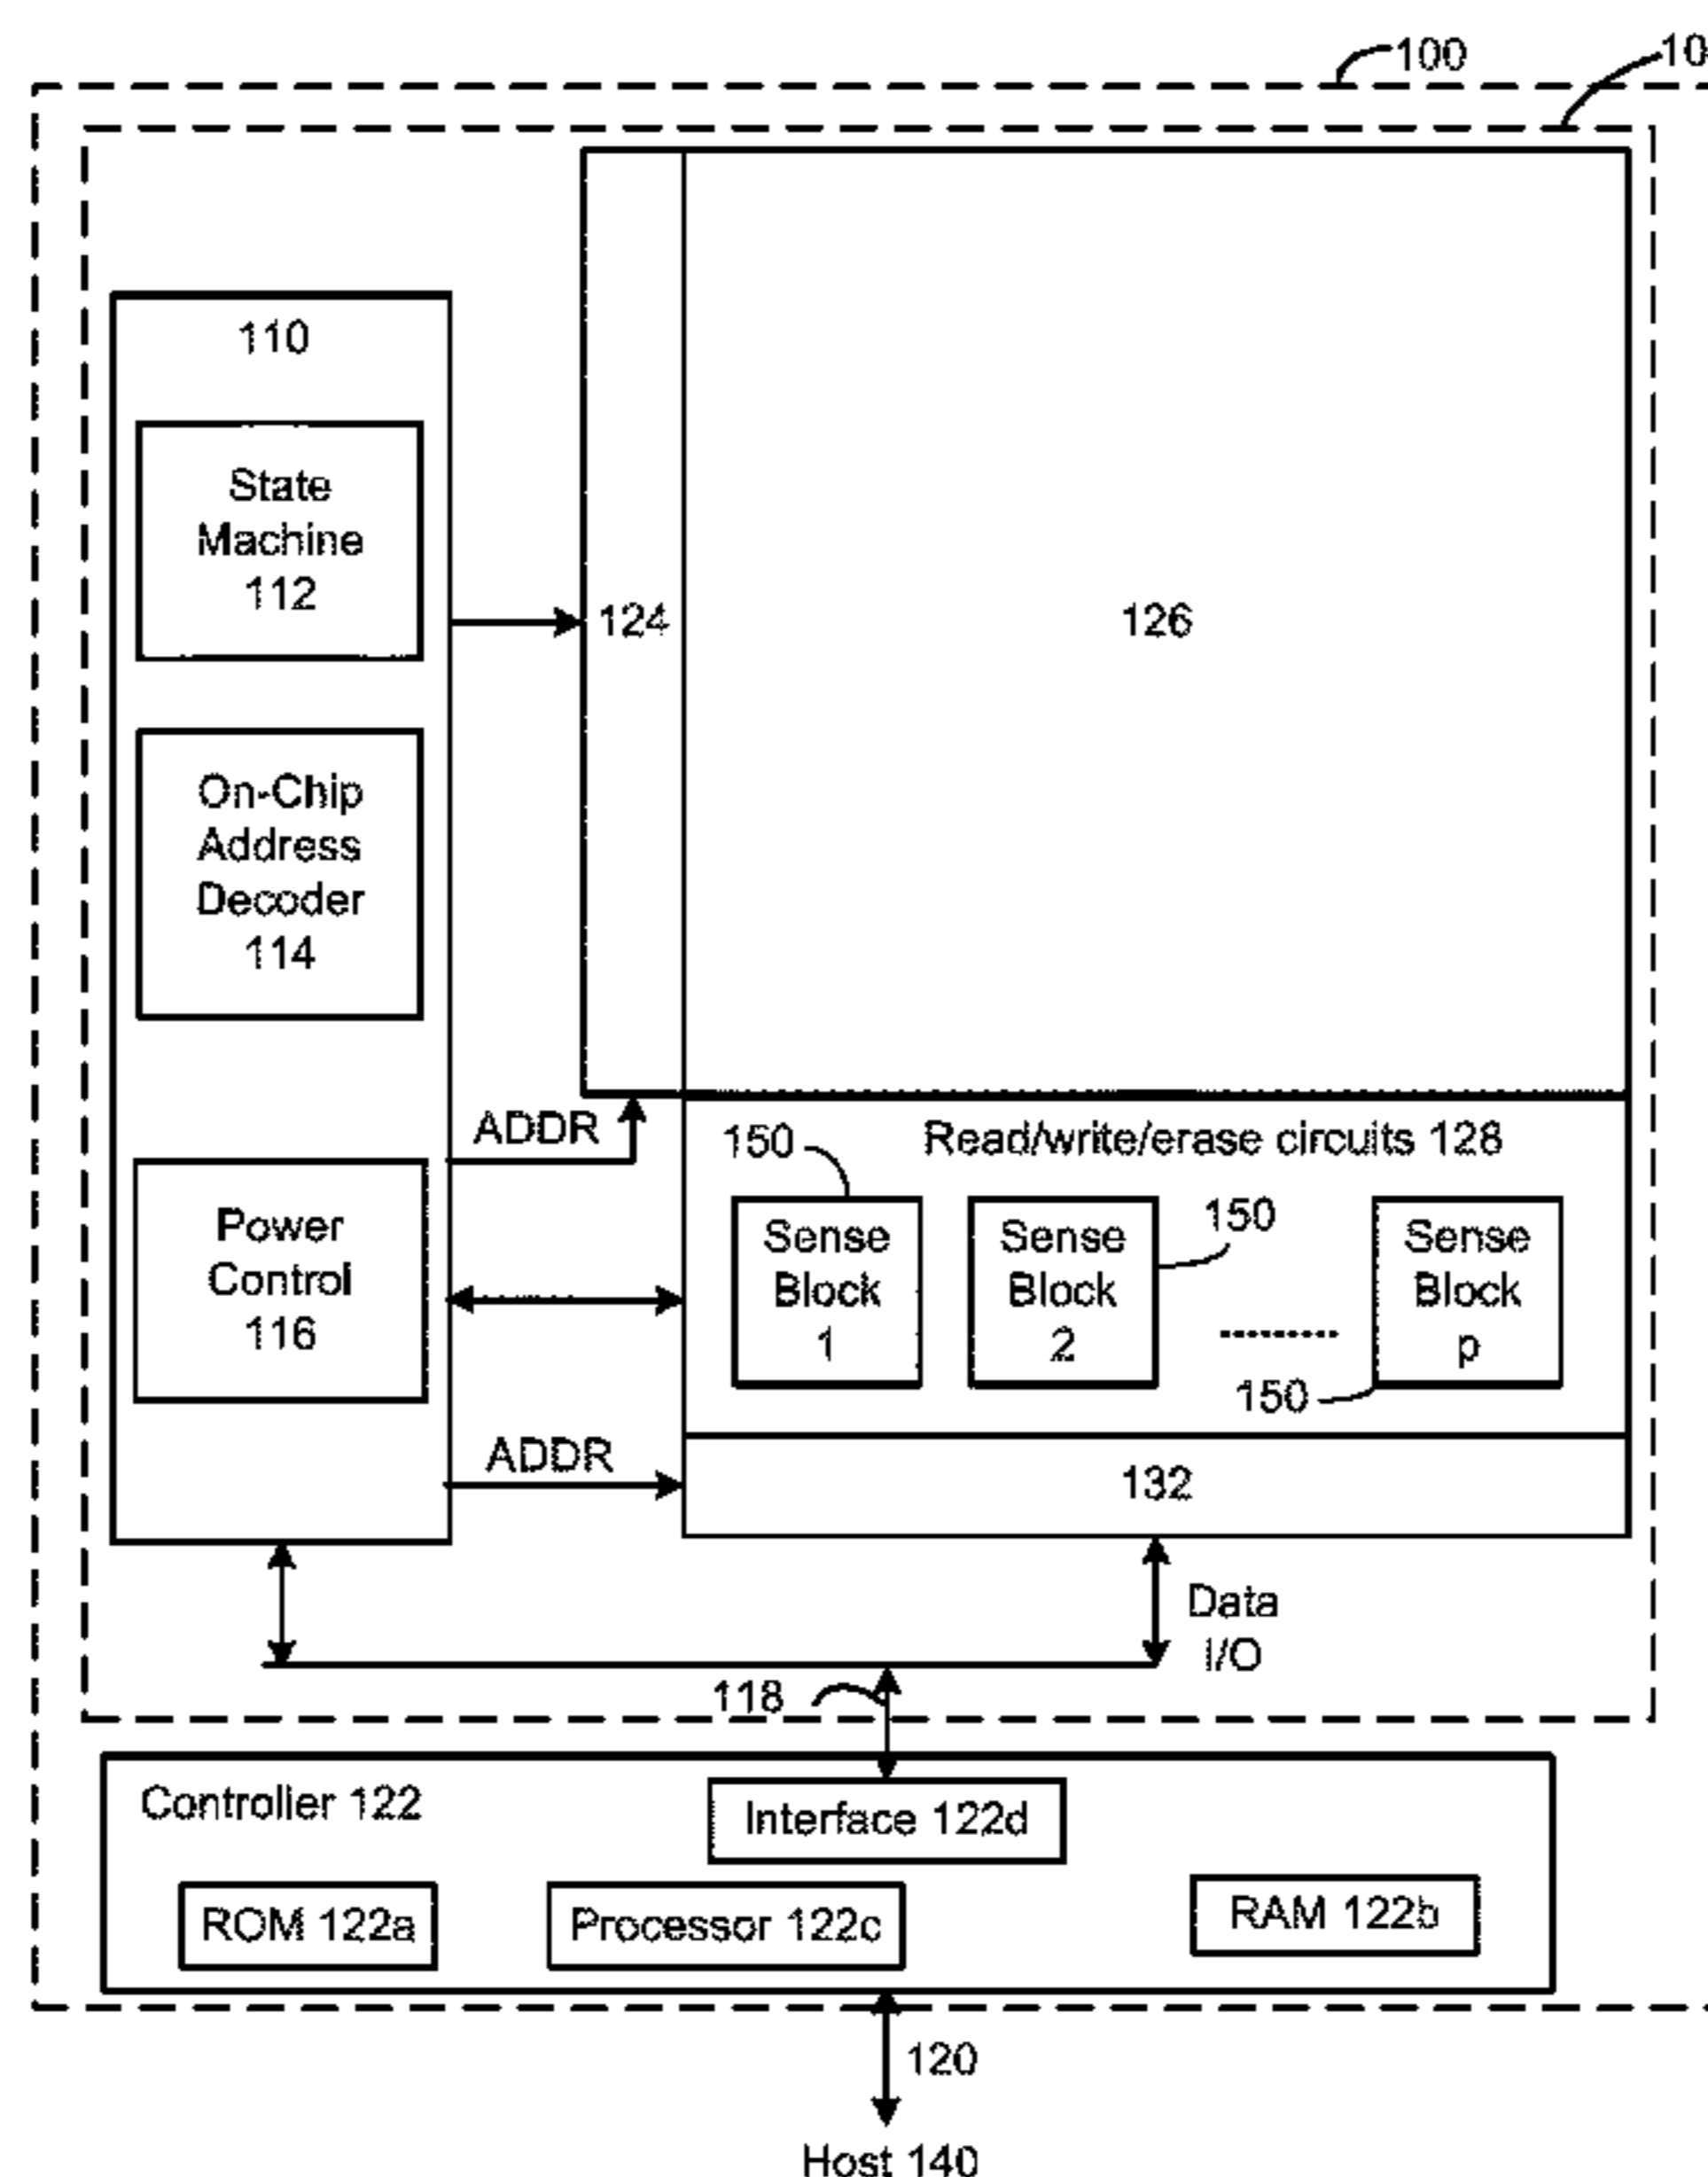 100
10
110
State
Machine
112
124
126
On-Chip
Address
Decoder
114
ADDR
150
Read/write/erase circuits 128
Power
Control
116
Sense
Block
1
Sense
Block
2
150
Sense
Block
p
150
ADDR
132
Data
I/O
118
Controller 122
Interface 122d
ROM 122a
Processor 122c
RAM 122b
120
Host 140